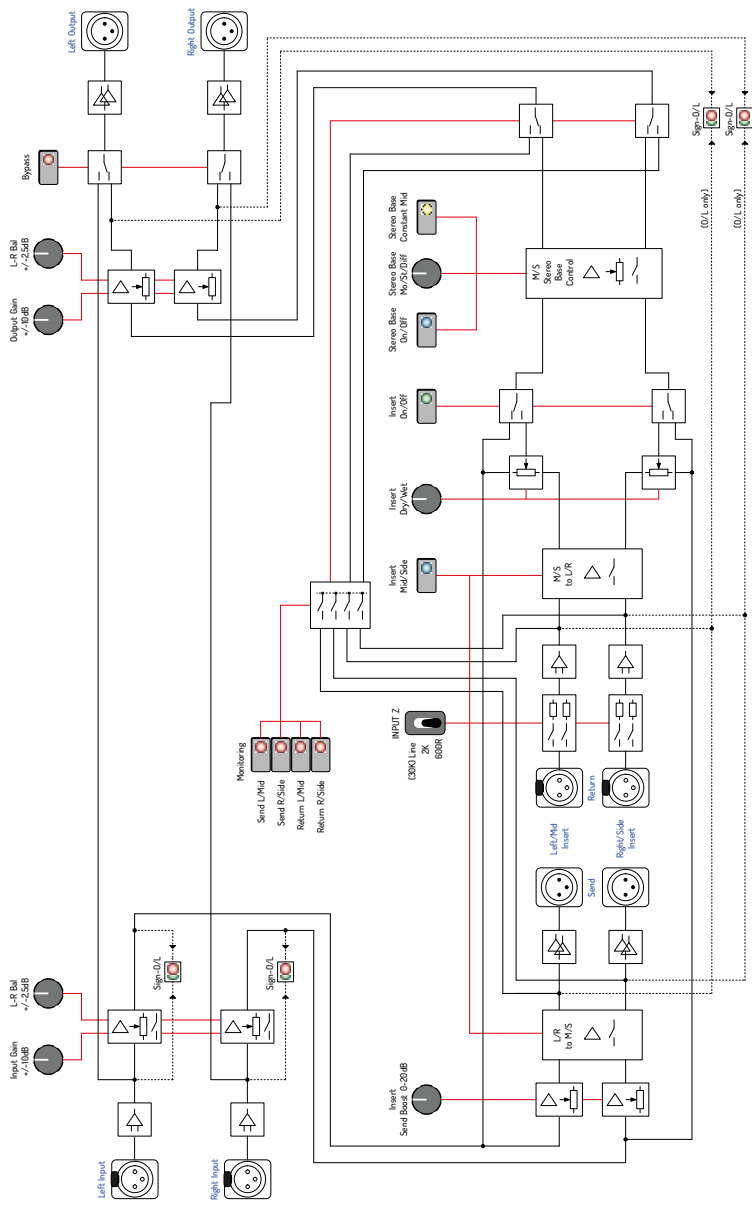 Input Gain
+/-10dB
L-R Bal
+/-2.5dB
Output Gain
+/-10dB
L-R Bal
+/-2.5dB
Bypass
Left Output
Left Input
Sign-O/L
Right Output
Right Input
Sign-O/L
Monitoring
Send L/Mid
Send R/Side
Return L/Mid
Return R/Side
Insert
Send Boost 0-20dB
INPUT Z
(30K) Line
2K
600R
Insert
Mid/Side
Insert
Dry/Wet
Insert
On/Off
Stereo Base
On/Off
Stereo Base
Mo/St/Diff
Stereo Base
Constant Mid
L/R
to M/S
Left/Mid
Insert
M/S
to L/R
M/S
Stereo
Base
Control
Send
Return
Right/Side
Insert
(O/L only)
Sign-O/L
(O/L only)
Sign-O/L